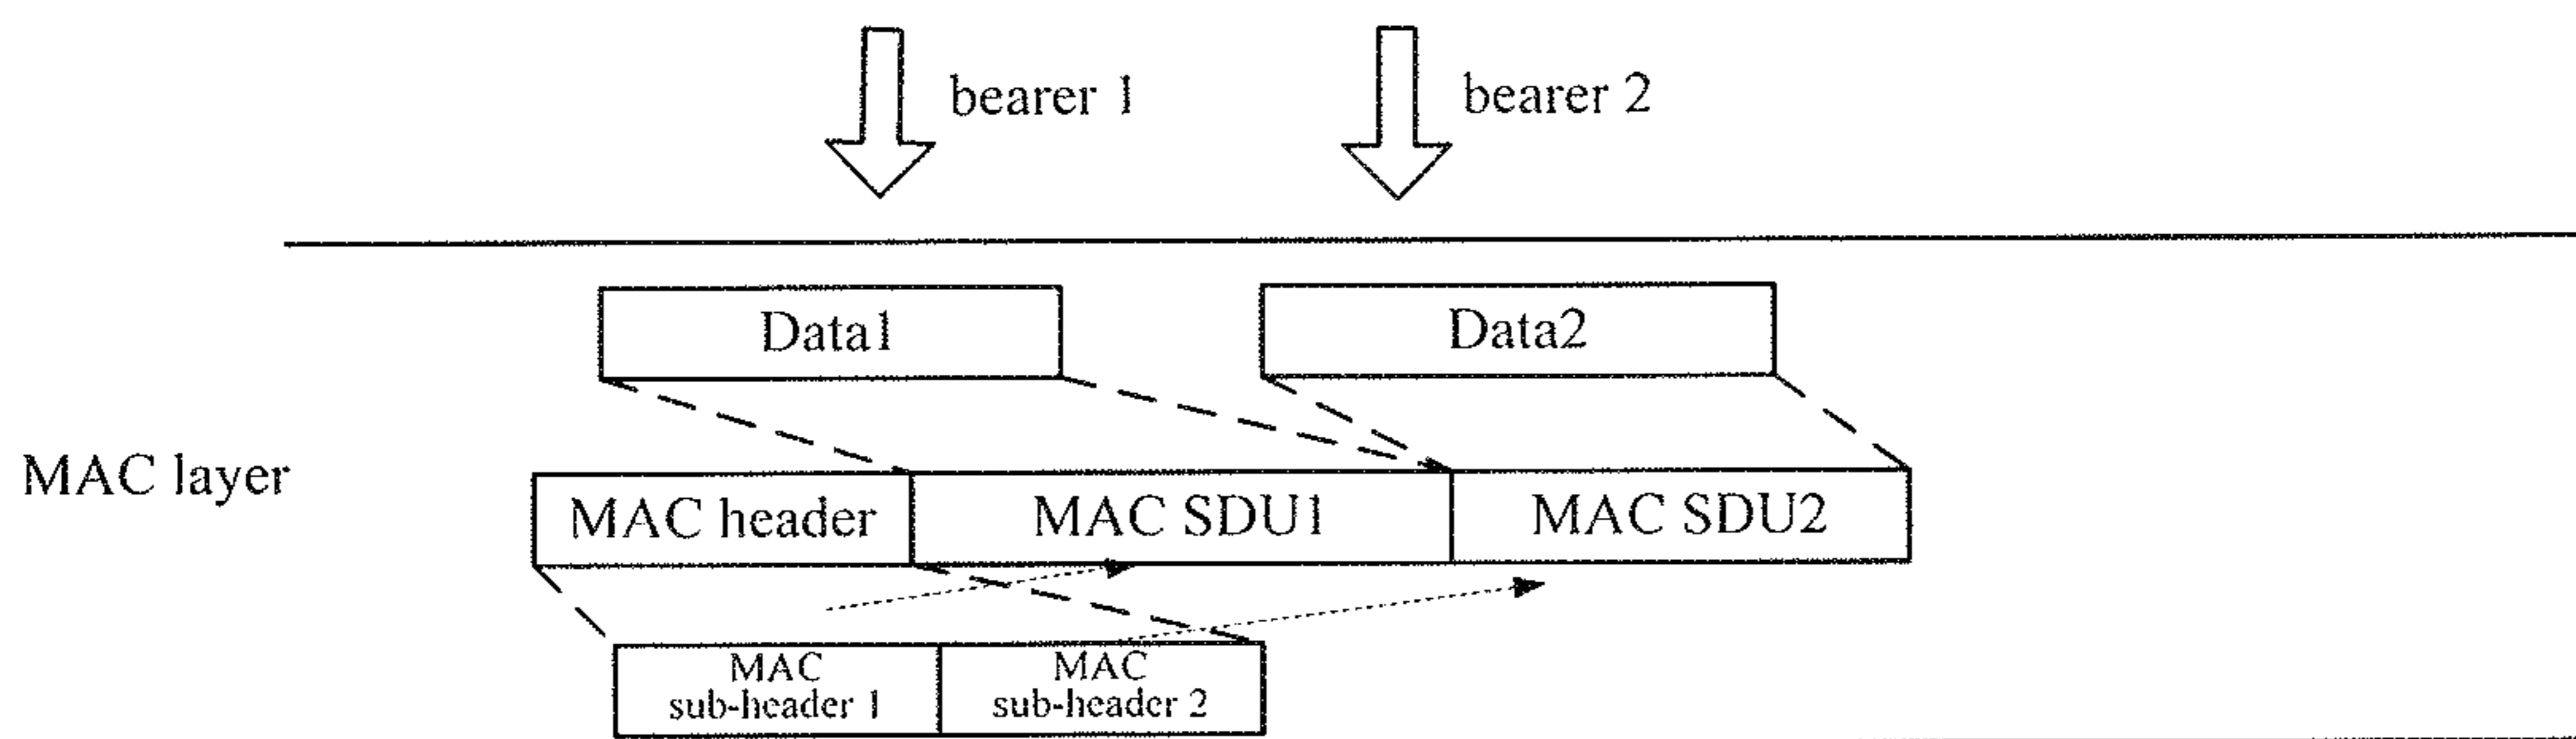 bearer 1
bearer 2
Data1
Data2
MAC layer
MAC header
MAC SDU1
MAC SDU2
MAC
sub-header 1
MAC
sub-header 2